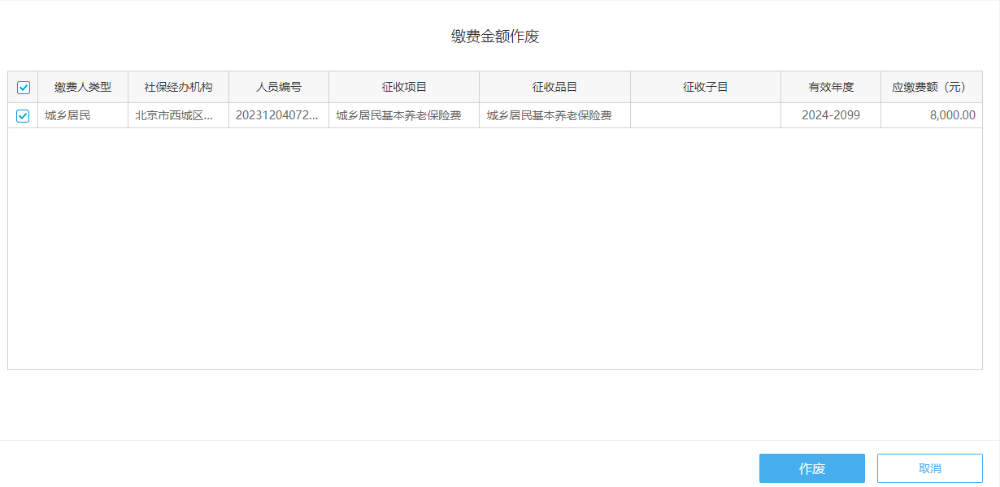 缴费金额作废
缴费人类型 社保经办机构 人员编号 征收项目 征收品目 征收子目 有效年度 应缴费额（元）
城乡居民 北京市西城区... 20231204072... 城乡居民基本养老保险费 城乡居民基本养老保险费 2024-2099 8,000.00
作废 取消